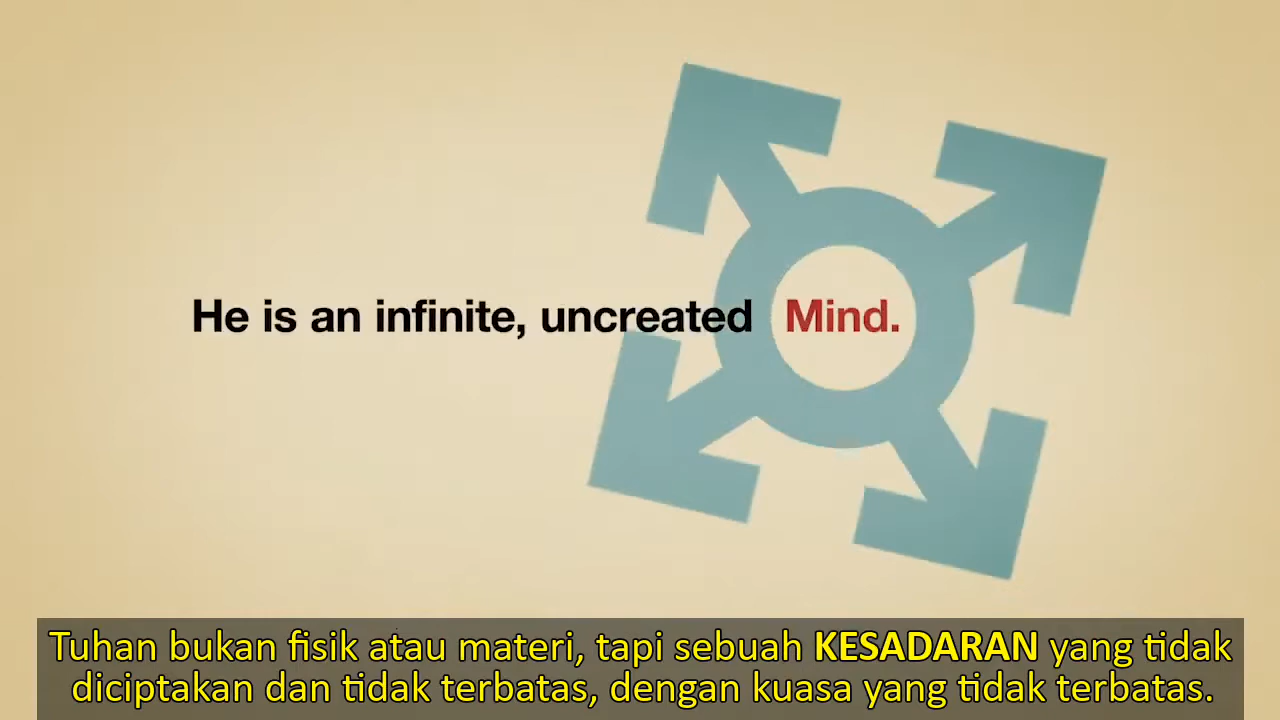 He is an infinite, uncreated Mind.
Tuhan bukan fisik atau materi, tapi sebuah KESADARAN yang tidak
diciptakan dan tidak terbatas, dengan kuasa yang tidak terbatas.